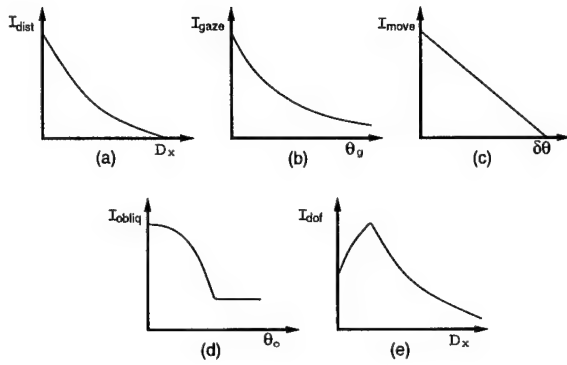 I_dist
D_x
(a)
I_gaze
θ_g
(b)
I_move
δθ
(c)
I_obliq
θ_o
(d)
I_dof
D_x
(e)